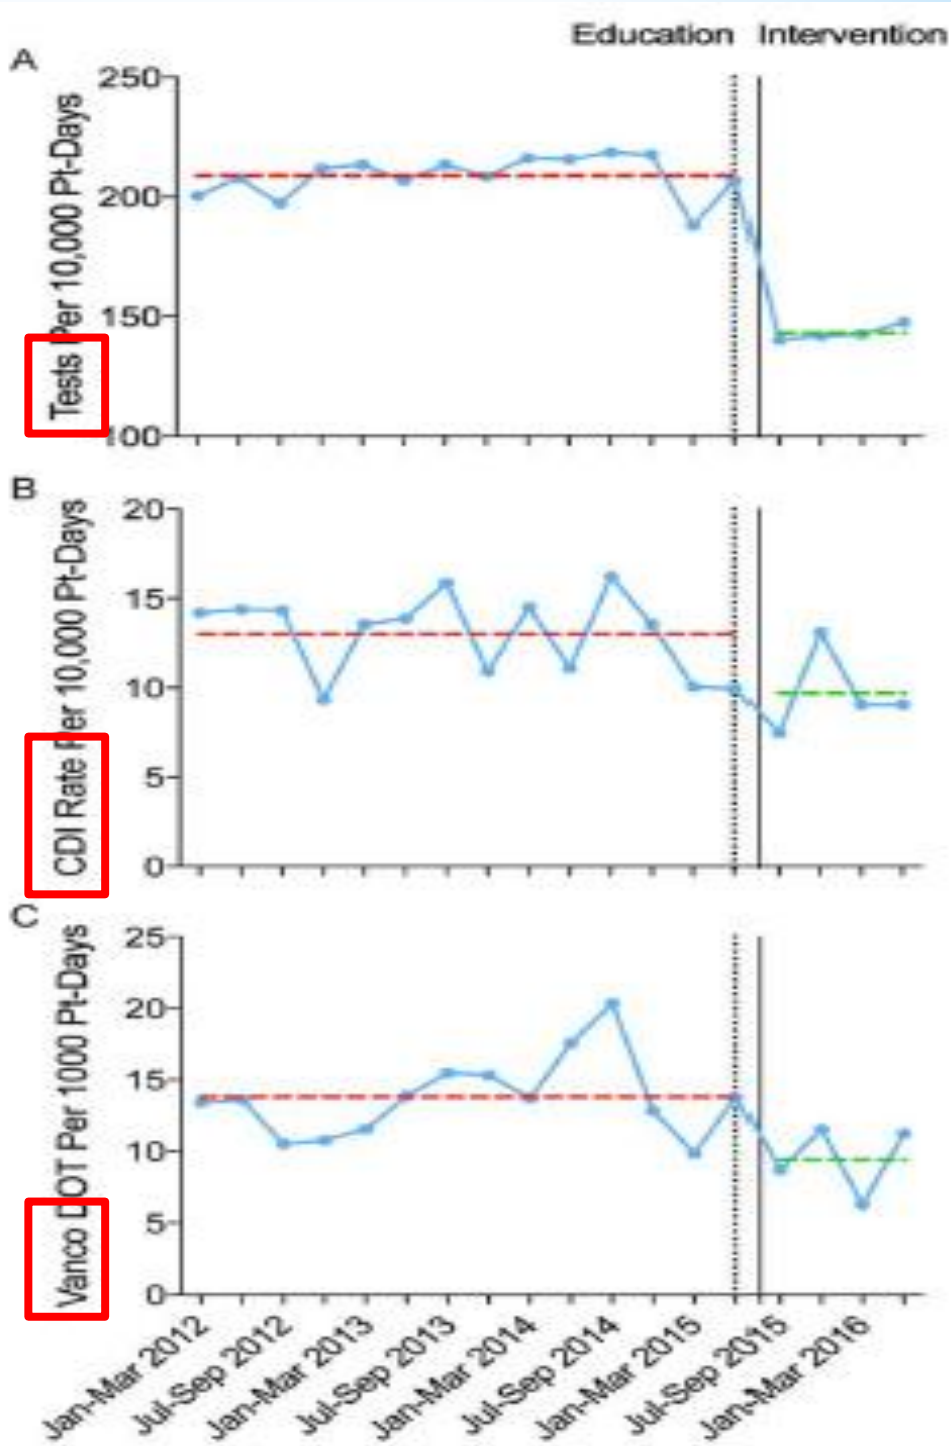 Education Intervention
A
250
200
150
100
Tests Per 10,000 Pt-Days
B
20
15
10
5
0
CDI Rate Per 10,000 Pt-Days
C
25
20
15
10
5
0
Vanco DOT Per 1000 Pt-Days
Jan-Mar 2012
Jul-Sep 2012
Jan-Mar 2013
Jul-Sep 2013
Jan-Mar 2014
Jul-Sep 2014
Jan-Mar 2015
Jul-Sep 2015
Jan-Mar 2016